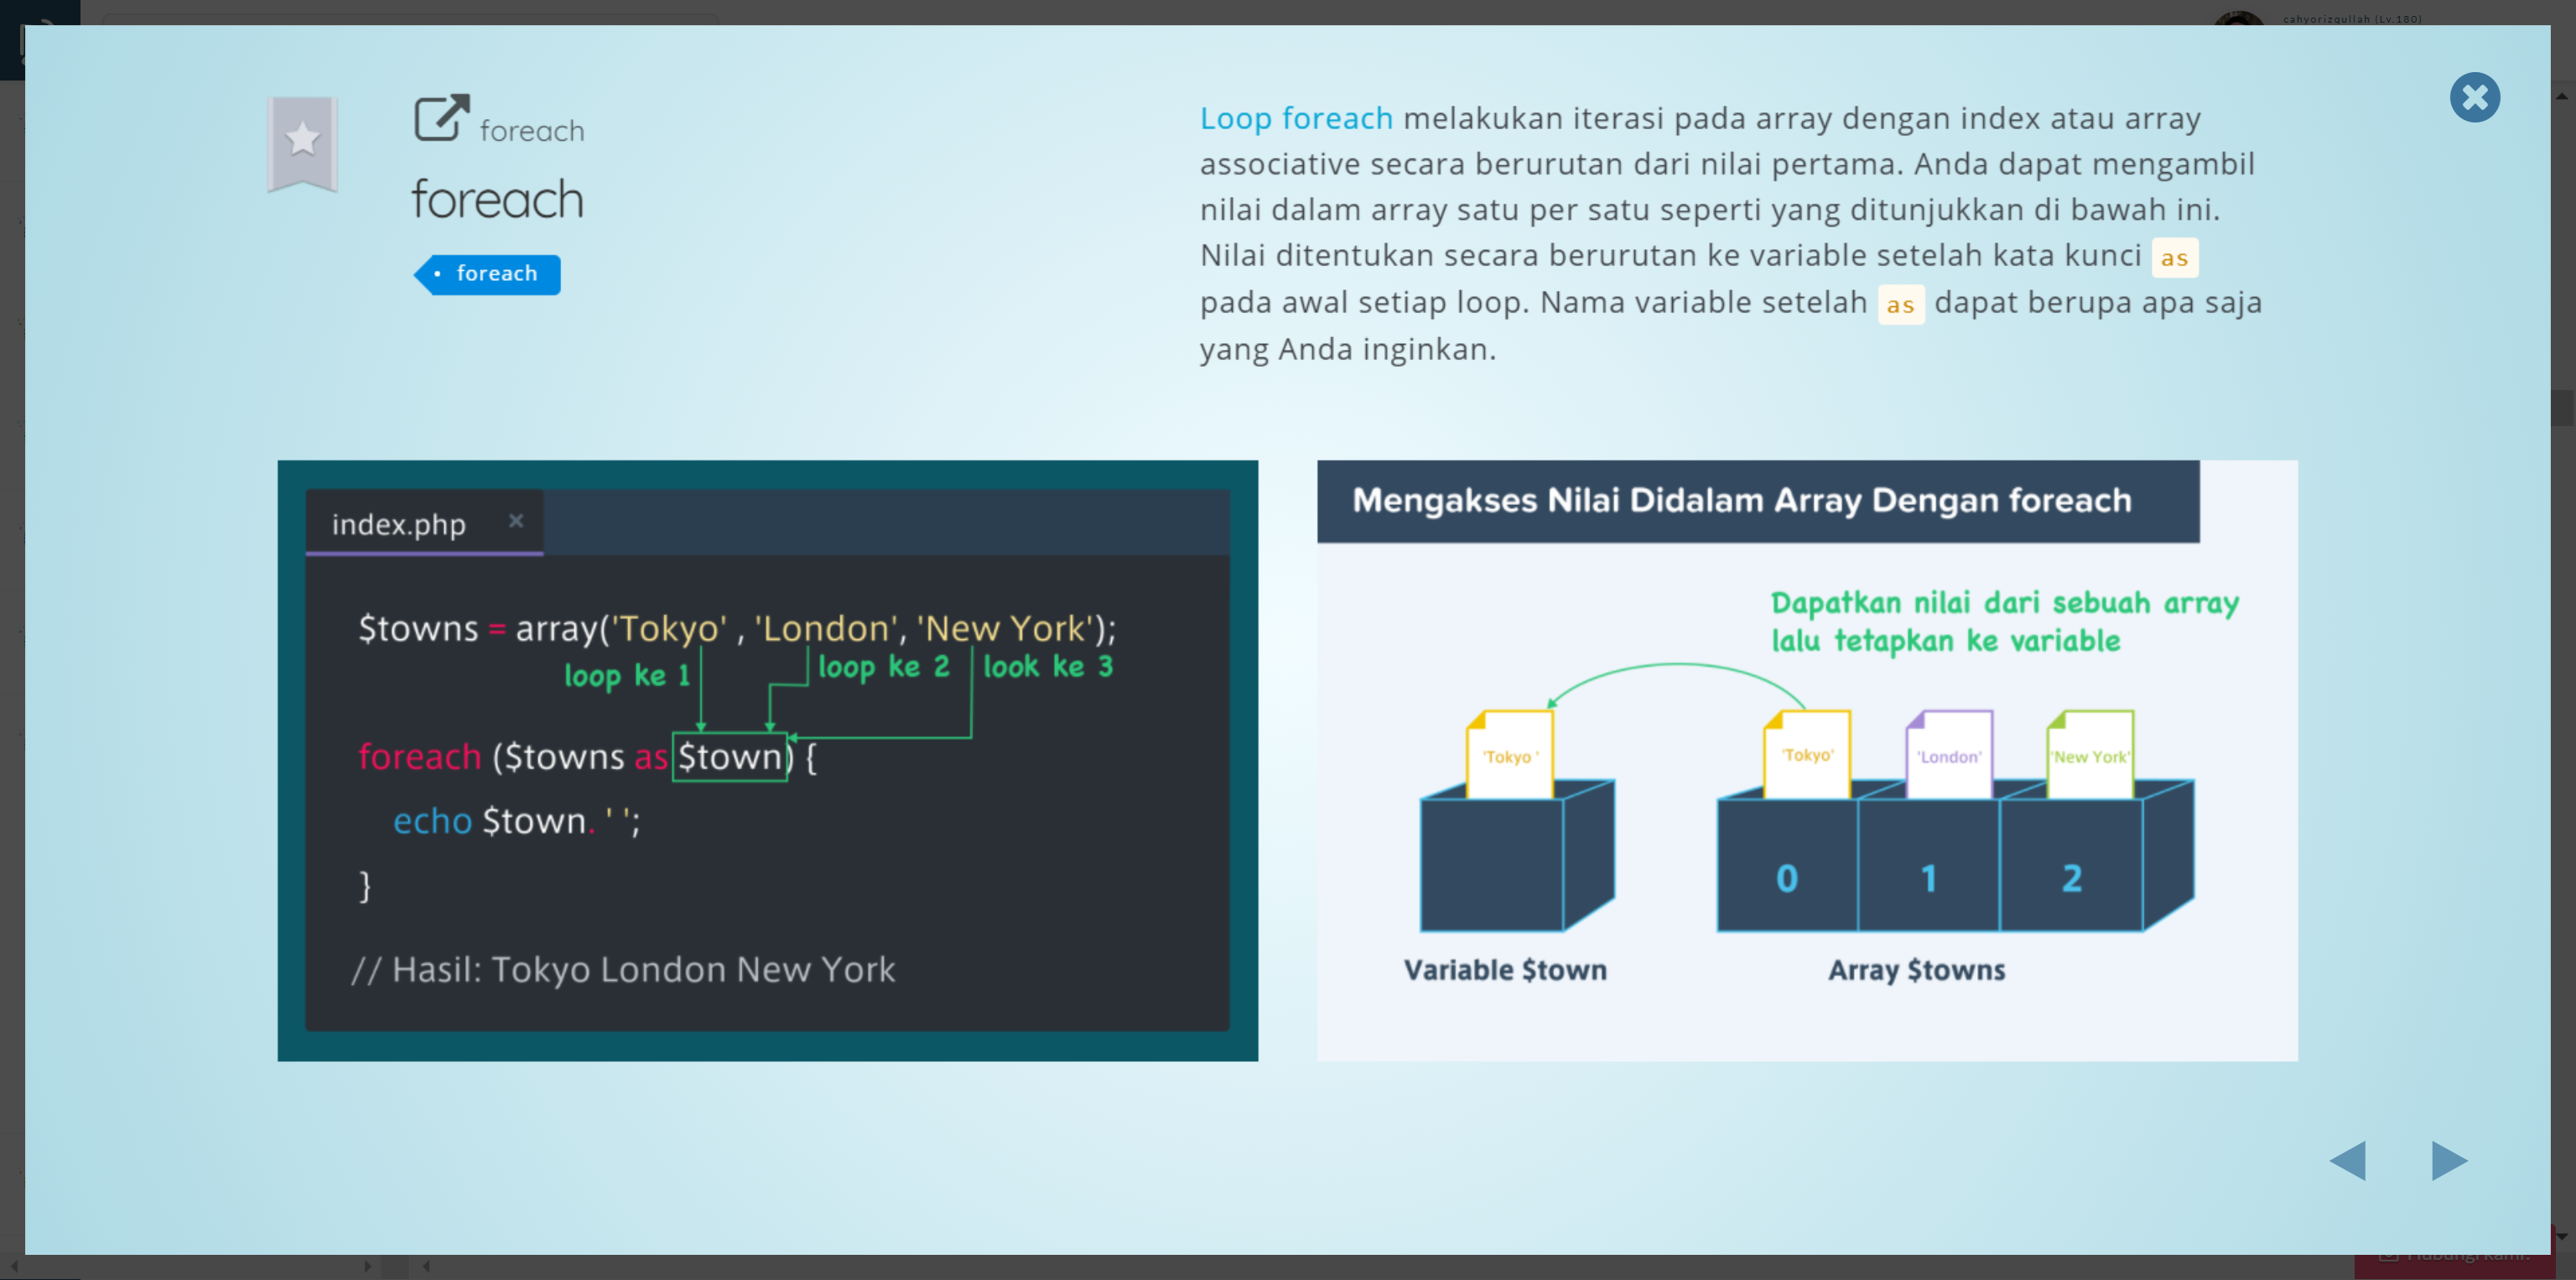 cahyorizqullah (Lv.180)
foreach
foreach
• foreach
Loop foreach melakukan iterasi pada array dengan index atau array
associative secara berurutan dari nilai pertama. Anda dapat mengambil
nilai dalam array satu per satu seperti yang ditunjukkan di bawah ini.
Nilai ditentukan secara berurutan ke variable setelah kata kunci as
pada awal setiap loop. Nama variable setelah as dapat berupa apa saja
yang Anda inginkan.
index.php ×
$towns = array('Tokyo' , 'London', 'New York');
loop ke 1 loop ke 2 look ke 3
foreach ($towns as $town) {
echo $town. ' ';
}
// Hasil: Tokyo London New York
Mengakses Nilai Didalam Array Dengan foreach
Dapatkan nilai dari sebuah array
lalu tetapkan ke variable
'Tokyo ' 'Tokyo' 'London' 'New York'
0 1 2
Variable $town Array $towns